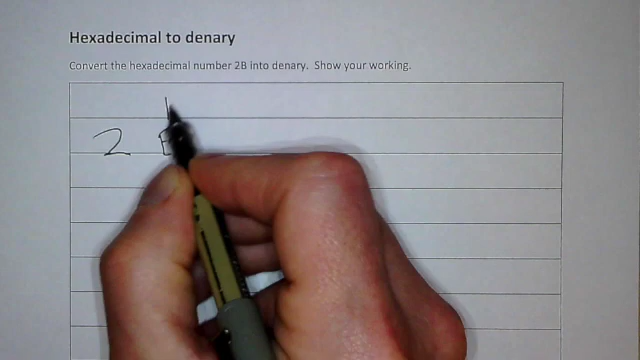 Hexadecimal to denary
Convert the hexadecimal number 2B into denary. Show your working.
2